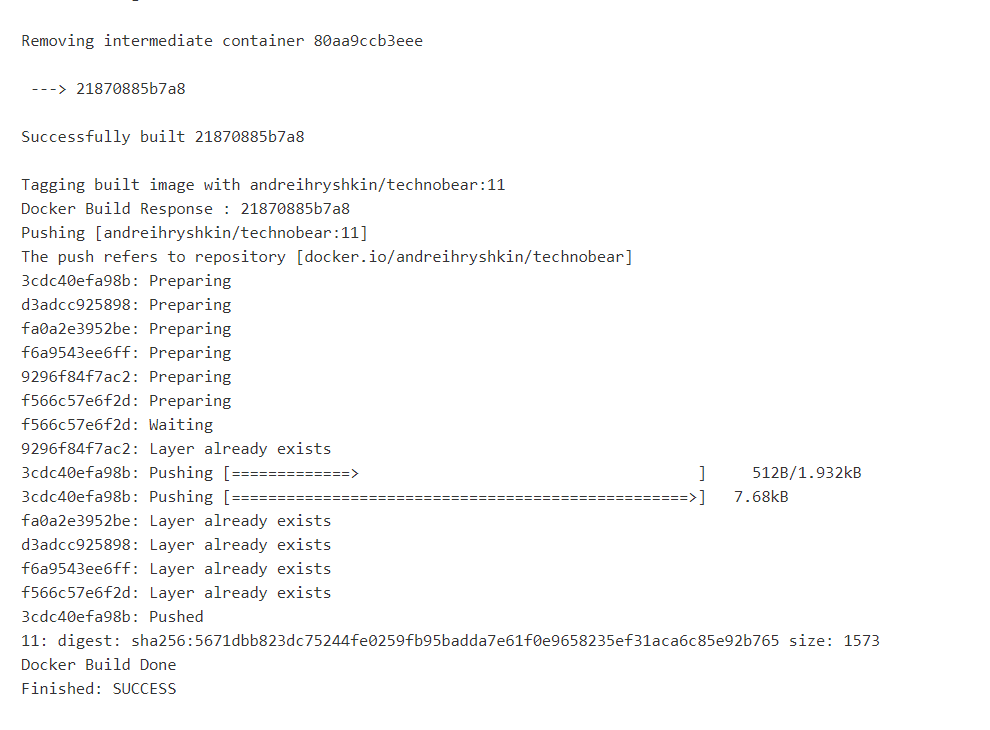 Removing intermediate container 80aa9ccb3eee
---> 21870885b7a8
Successfully built 21870885b7a8
Tagging built image with andreihryshkin/technobear:11
Docker Build Response : 21870885b7a8
Pushing [andreihryshkin/technobear:11]
The push refers to repository [docker.io/andreihryshkin/technobear]
3cdc40efa98b: Preparing
d3adcc925898: Preparing
fa0a2e3952be: Preparing
f6a9543ee6ff: Preparing
9296f84f7ac2: Preparing
f566c57e6f2d: Preparing
f566c57e6f2d: Waiting
9296f84f7ac2: Layer already exists
3cdc40efa98b: Pushing [=============>                                     ]     512B/1.932kB
3cdc40efa98b: Pushing [==================================================>]   7.68kB
fa0a2e3952be: Layer already exists
d3adcc925898: Layer already exists
f6a9543ee6ff: Layer already exists
f566c57e6f2d: Layer already exists
3cdc40efa98b: Pushed
11: digest: sha256:5671dbb823dc75244fe0259fb95badda7e61f0e9658235ef31aca6c85e92b765 size: 1573
Docker Build Done
Finished: SUCCESS